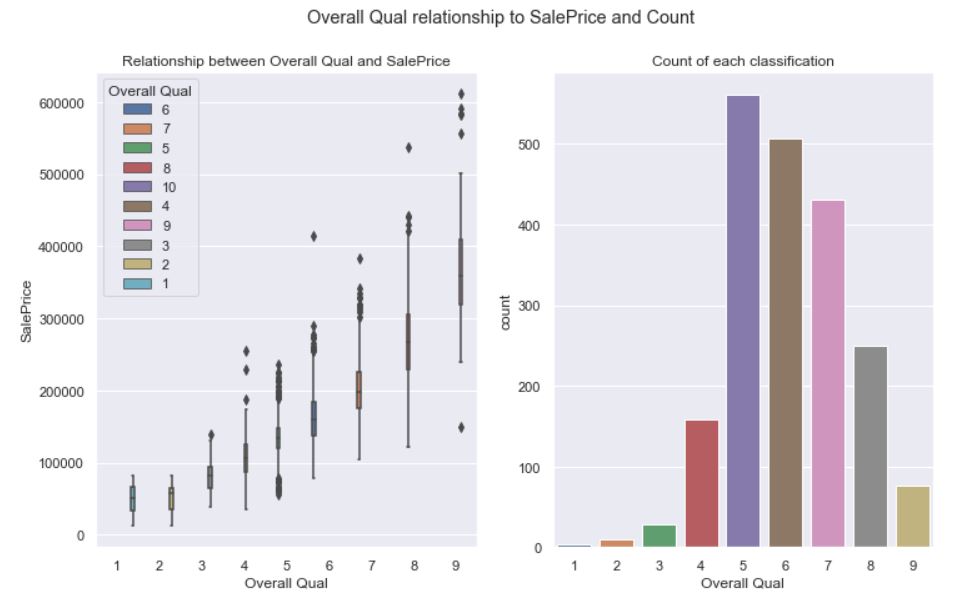 Overall Qual relationship to SalePrice and Count
Relationship between Overall Qual and SalePrice
Overall Qual
6
7
5
8
10
4
9
3
2
1
600000
500000
400000
300000
200000
100000
0
SalePrice
1 2 3 4 5 6 7 8 9
Overall Qual
Count of each classification
500
400
300
200
100
0
count
1 2 3 4 5 6 7 8 9
Overall Qual